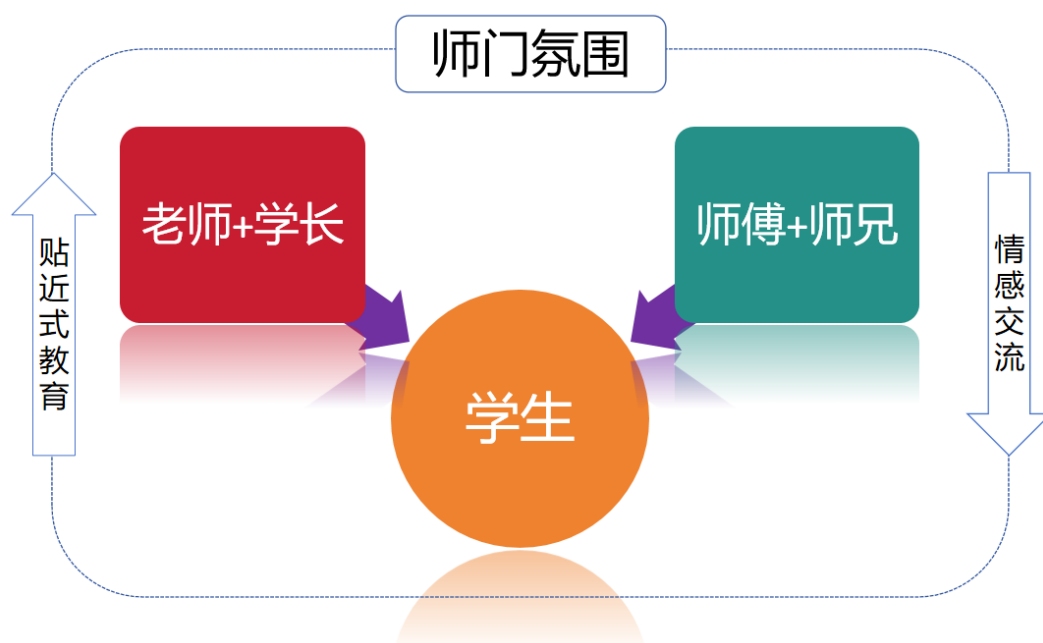 师门氛围
老师+学长
师傅+师兄
贴近式教育
情感交流
学生